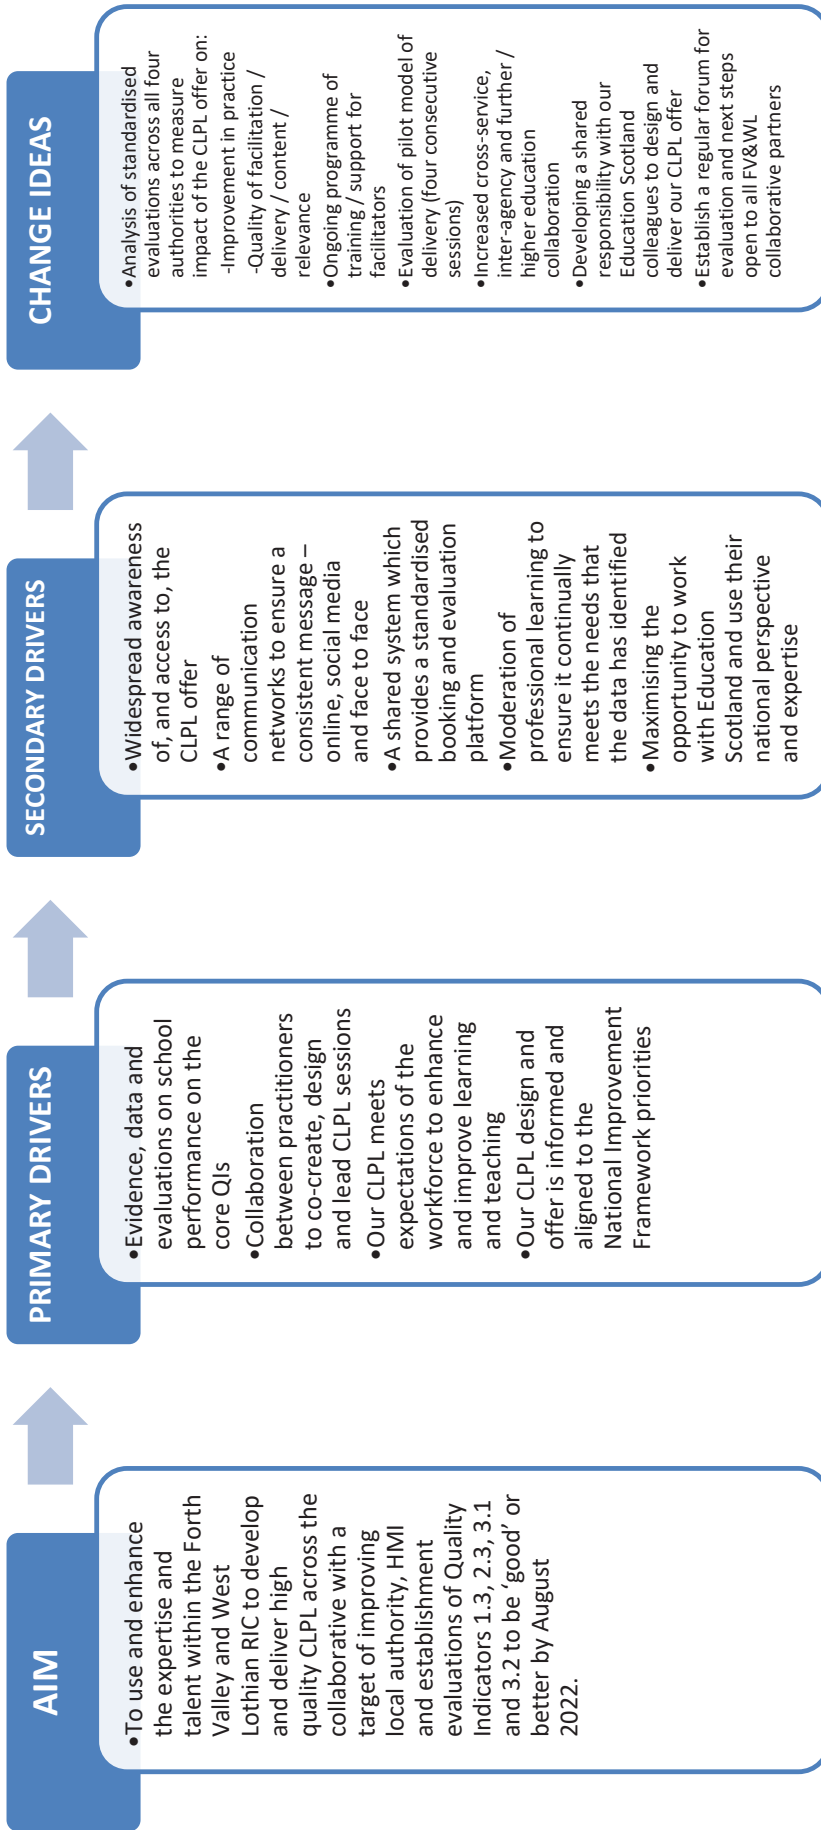 AIM
•To use and enhance
the expertise and
talent within the Forth
Valley and West
Lothian RIC to develop
and deliver high
quality CLPL across the
collaborative with a
target of improving
local authority, HMI
and establishment
evaluations of Quality
Indicators 1.3, 2.3, 3.1
and 3.2 to be ‘good’ or
better by August
2022.
PRIMARY DRIVERS
•Evidence, data and
evaluations on school
performance on the
core QIs
•Collaboration
between practitioners
to co-create, design
and lead CLPL sessions
•Our CLPL meets
expectations of the
workforce to enhance
and improve learning
and teaching
•Our CLPL design and
offer is informed and
aligned to the
National Improvement
Framework priorities
SECONDARY DRIVERS
•Widespread awareness
of, and access to, the
CLPL offer
•A range of
communication
networks to ensure a
consistent message –
online, social media
and face to face
•A shared system which
provides a standardised
booking and evaluation
platform
•Moderation of
professional learning to
ensure it continually
meets the needs that
the data has identified
•Maximising the
opportunity to work
with Education
Scotland and use their
national perspective
and expertise
CHANGE IDEAS
•Analysis of standardised
evaluations across all four
authorities to measure
impact of the CLPL offer on:
-Improvement in practice
-Quality of facilitation /
delivery / content /
relevance
•Ongoing programme of
training / support for
facilitators
•Evaluation of pilot model of
delivery (four consecutive
sessions)
•Increased cross-service,
inter-agency and further /
higher education
collaboration
•Developing a shared
responsibility with our
Education Scotland
colleagues to design and
deliver our CLPL offer
•Establish a regular forum for
evaluation and next steps
open to all FV&WL
collaborative partners